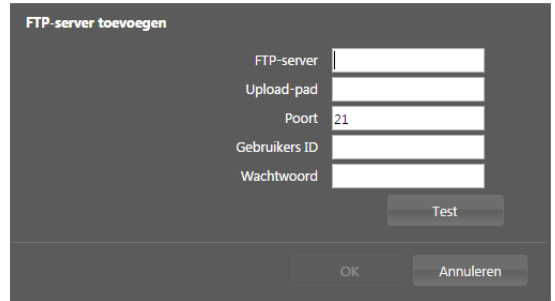 FTP-server toevoegen
FTP-server
Upload-pad
Poort 21
Gebruikers ID
Wachtwoord
Test
OK Annuleren